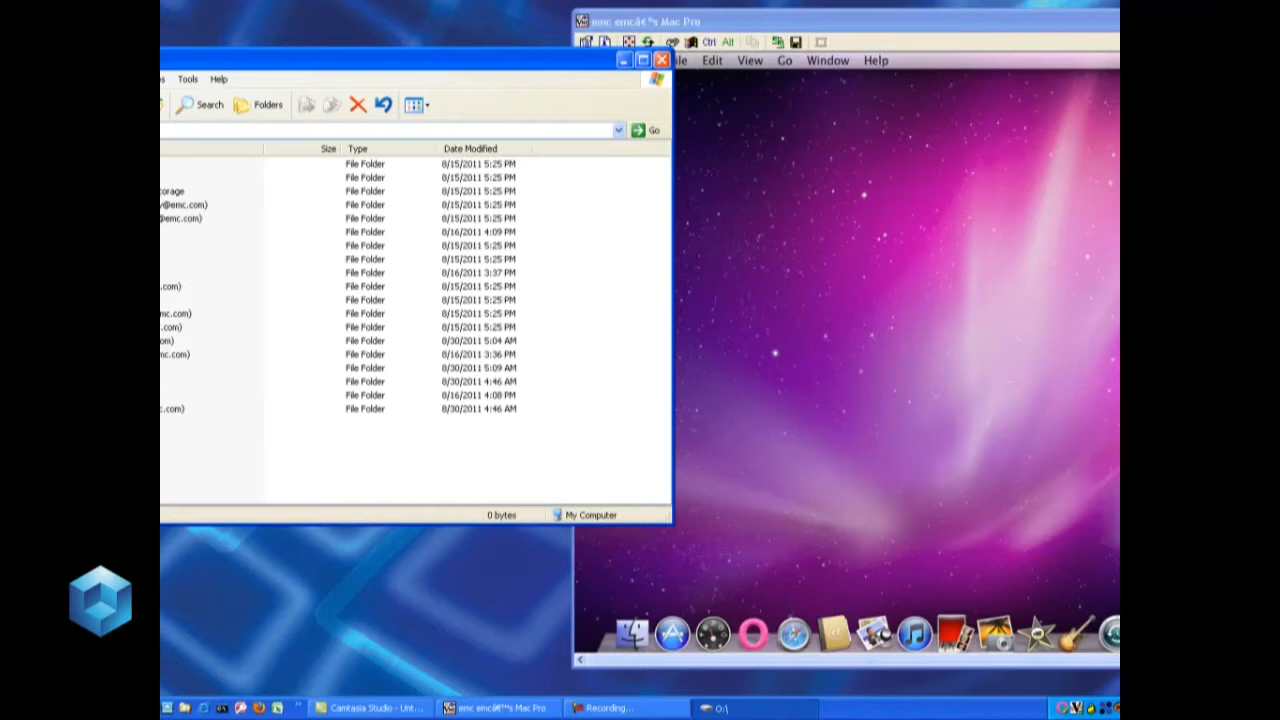 emc emcâ€™s Mac Pro
Ctrl Alt
Edit View Go Window Help
Tools Help
Search Folders
Go
Size Type Date Modified
File Folder 8/15/2011 5:25 PM
File Folder 8/15/2011 5:25 PM
orage File Folder 8/15/2011 5:25 PM
@emc.com) File Folder 8/15/2011 5:25 PM
@emc.com) File Folder 8/15/2011 5:25 PM
File Folder 8/16/2011 4:09 PM
File Folder 8/15/2011 5:25 PM
File Folder 8/15/2011 5:25 PM
File Folder 8/16/2011 3:37 PM
.com) File Folder 8/15/2011 5:25 PM
File Folder 8/15/2011 5:25 PM
mc.com) File Folder 8/15/2011 5:25 PM
.com) File Folder 8/15/2011 5:25 PM
om) File Folder 8/30/2011 5:04 AM
mc.com) File Folder 8/16/2011 3:36 PM
File Folder 8/30/2011 5:09 AM
File Folder 8/30/2011 4:46 AM
File Folder 8/16/2011 4:08 PM
c.com) File Folder 8/30/2011 4:46 AM
0 bytes My Computer
Camtasia Studio - Unt... emc emcâ€™s Mac Pro Recording... O:\